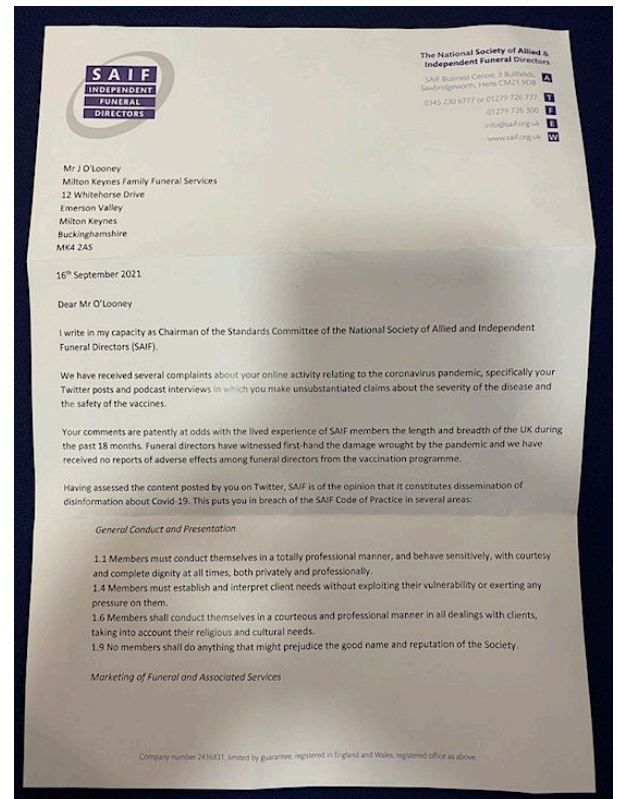 SAIF
INDEPENDENT
FUNERAL
DIRECTORS
The National Society of Allied &
Independent Funeral Directors
SAIF Business Centre, 3 Bullfields,
Sawbridgeworth, Herts CM21 9DB A
0345 230 6777 or 01279 726 777 T
01279 726 300 F
info@saif.org.uk E
www.saif.org.uk W
Mr J O'Looney
Milton Keynes Family Funeral Services
12 Whitehorse Drive
Emerson Valley
Milton Keynes
Buckinghamshire
MK4 2AS
16th September 2021
Dear Mr O'Looney
I write in my capacity as Chairman of the Standards Committee of the National Society of Allied and Independent
Funeral Directors (SAIF).
We have received several complaints about your online activity relating to the coronavirus pandemic, specifically your
Twitter posts and podcast interviews in which you make unsubstantiated claims about the severity of the disease and
the safety of the vaccines.
Your comments are patently at odds with the lived experience of SAIF members the length and breadth of the UK during
the past 18 months. Funeral directors have witnessed first-hand the damage wrought by the pandemic and we have
received no reports of adverse effects among funeral directors from the vaccination programme.
Having assessed the content posted by you on Twitter, SAIF is of the opinion that it constitutes dissemination of
disinformation about Covid-19. This puts you in breach of the SAIF Code of Practice in several areas:
General Conduct and Presentation
1.1 Members must conduct themselves in a totally professional manner, and behave sensitively, with courtesy
and complete dignity at all times, both privately and professionally.
1.4 Members must establish and interpret client needs without exploiting their vulnerability or exerting any
pressure on them.
1.6 Members shall conduct themselves in a courteous and professional manner in all dealings with clients,
taking into account their religious and cultural needs.
1.9 No members shall do anything that might prejudice the good name and reputation of the Society.
Marketing of Funeral and Associated Services
Company number 2436831, limited by guarantee, registered in England and Wales, registered office as above.